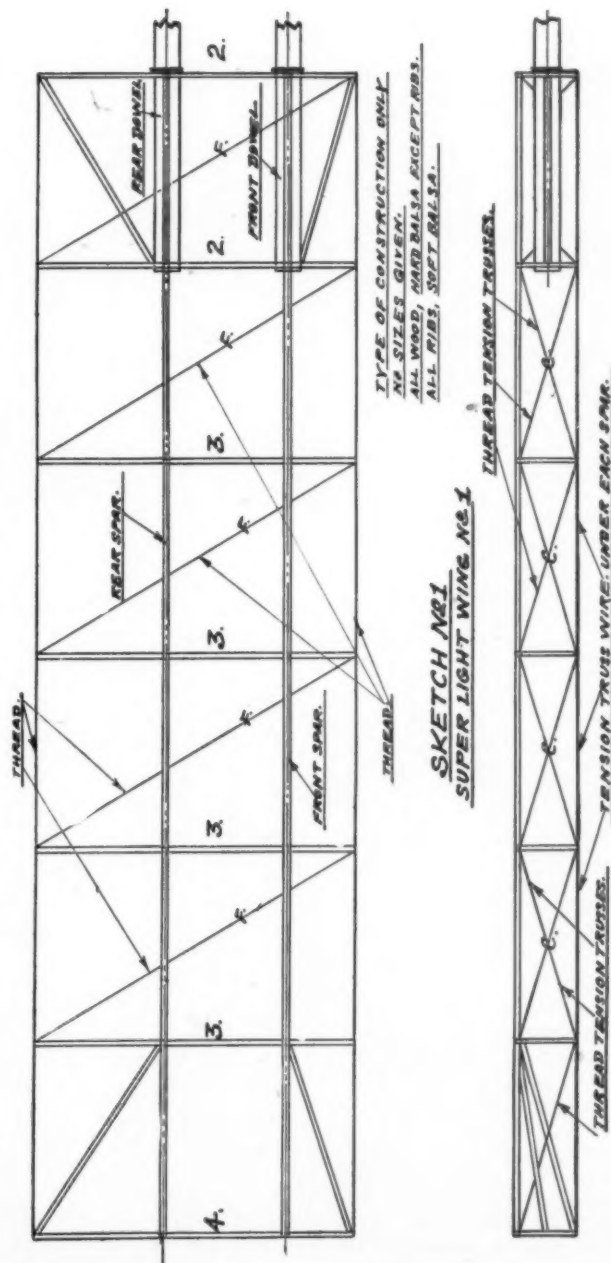 REAR DOWEL
FRONT DOWEL
2.
2.
3.
3.
3.
3.
4.
F.
F.
F.
F.
F.
REAR SPAR.
FRONT SPAR.
THREAD.
THREAD
TYPE OF CONSTRUCTION ONLY
NO SIZES GIVEN.
ALL WOOD, HARD BALSA EXCEPT RIBS.
ALL RIBS, SOFT BALSA.
SKETCH No 1
SUPER LIGHT WING No 1
THREAD TENSION TRUSSES.
C.
C.
C.
C.
THREAD TENSION TRUSSES.
TENSION TRUSS WIRE: UNDER EACH SPAR.